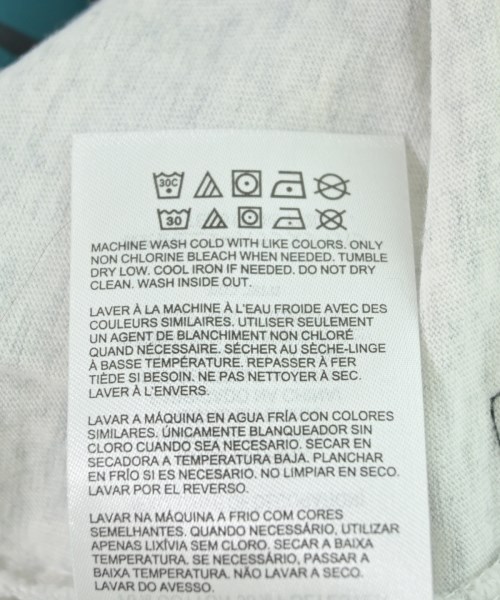 30C
30
MACHINE WASH COLD WITH LIKE COLORS. ONLY
NON CHLORINE BLEACH WHEN NEEDED. TUMBLE
DRY LOW. COOL IRON IF NEEDED. DO NOT DRY
CLEAN. WASH INSIDE OUT.
LAVER À LA MACHINE À L'EAU FROIDE AVEC DES
COULEURS SIMILAIRES. UTILISER SEULEMENT
UN AGENT DE BLANCHIMENT NON CHLORÉ
QUAND NÉCESSAIRE. SÉCHER AU SÈCHE-LINGE
À BASSE TEMPÉRATURE. REPASSER À FER
TIÈDE SI BESOIN. NE PAS NETTOYER À SEC.
LAVER À L'ENVERS.
LAVAR A MÁQUINA EN AGUA FRÍA CON COLORES
SIMILARES. ÚNICAMENTE BLANQUEADOR SIN
CLORO CUANDO SEA NECESARIO. SECAR EN
SECADORA A TEMPERATURA BAJA. PLANCHAR
EN FRÍO SI ES NECESARIO. NO LIMPIAR EN SECO.
LAVAR POR EL REVERSO.
LAVAR NA MÁQUINA A FRIO COM CORES
SEMELHANTES. QUANDO NECESSÁRIO, UTILIZAR
APENAS LIXÍVIA SEM CLORO. SECAR A BAIXA
TEMPERATURA. SE NECESSÁRIO, PASSAR A
BAIXA TEMPERATURA. NÃO LAVAR A SECO.
LAVAR DO AVESSO.